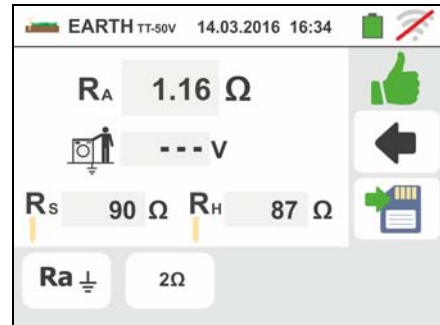 EARTH TT-50V 14.03.2016 16:34
RA 1.16 Ω
- - - V
RS 90 Ω RH 87 Ω
Ra 2Ω